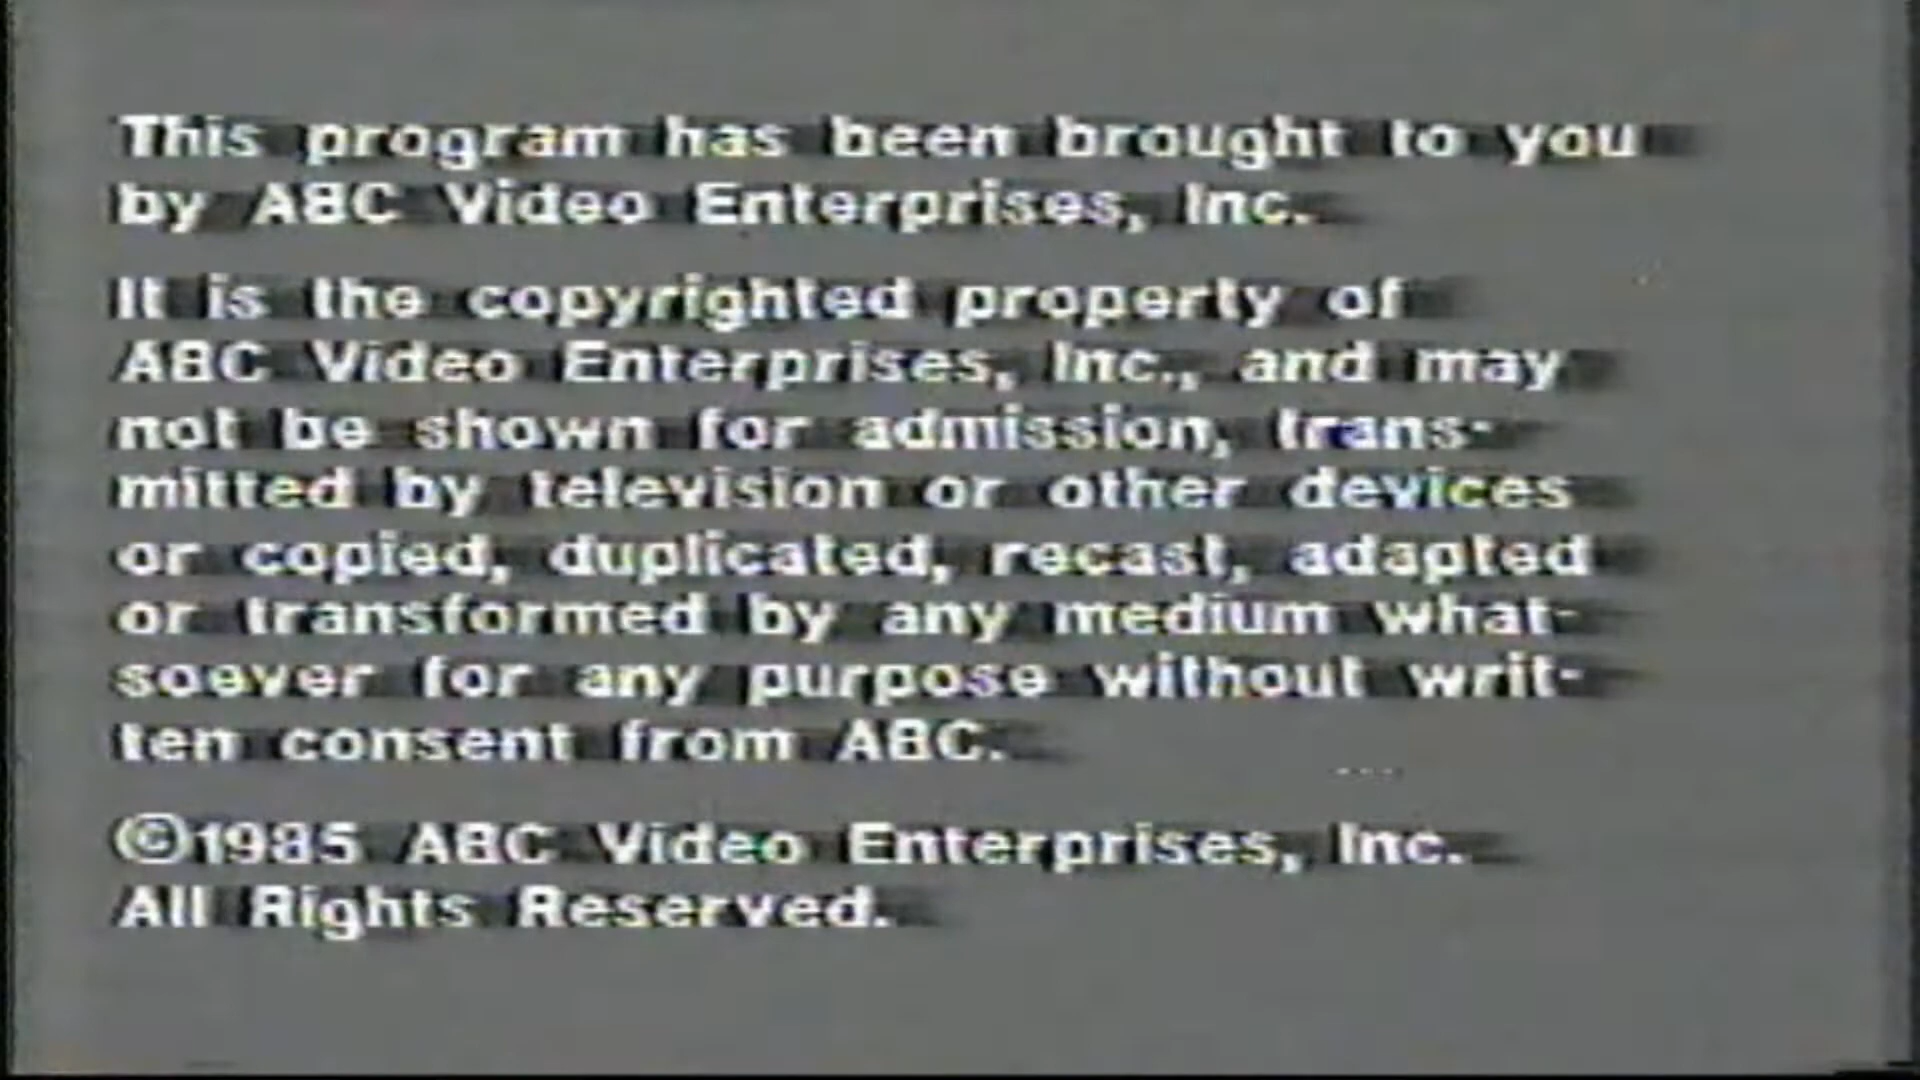 This program has been brought to you
by ABC Video Enterprises, Inc.
It is the copyrighted property of
ABC Video Enterprises, Inc., and may
not be shown for admission, trans-
mitted by television or other devices
or copied, duplicated, recast, adapted
or transformed by any medium what-
soever for any purpose without writ-
ten consent from ABC.
©1985 ABC Video Enterprises, Inc.
All Rights Reserved.